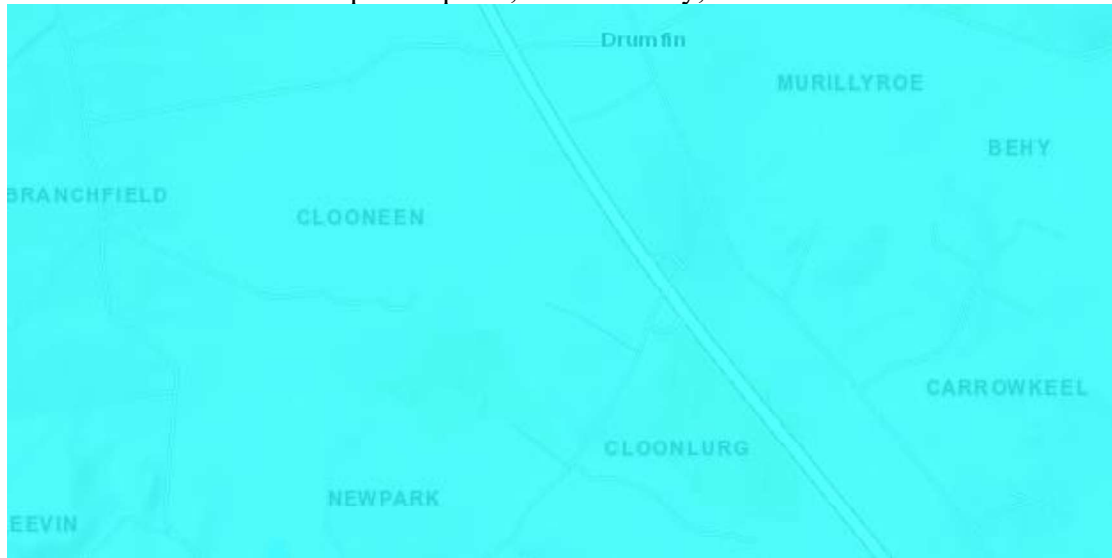 Drumfin
MURILLYROE
BEHY
BRANCHFIELD
CLOONEEN
CARROWKEEL
CLOONLURG
NEWPARK
EEVIN